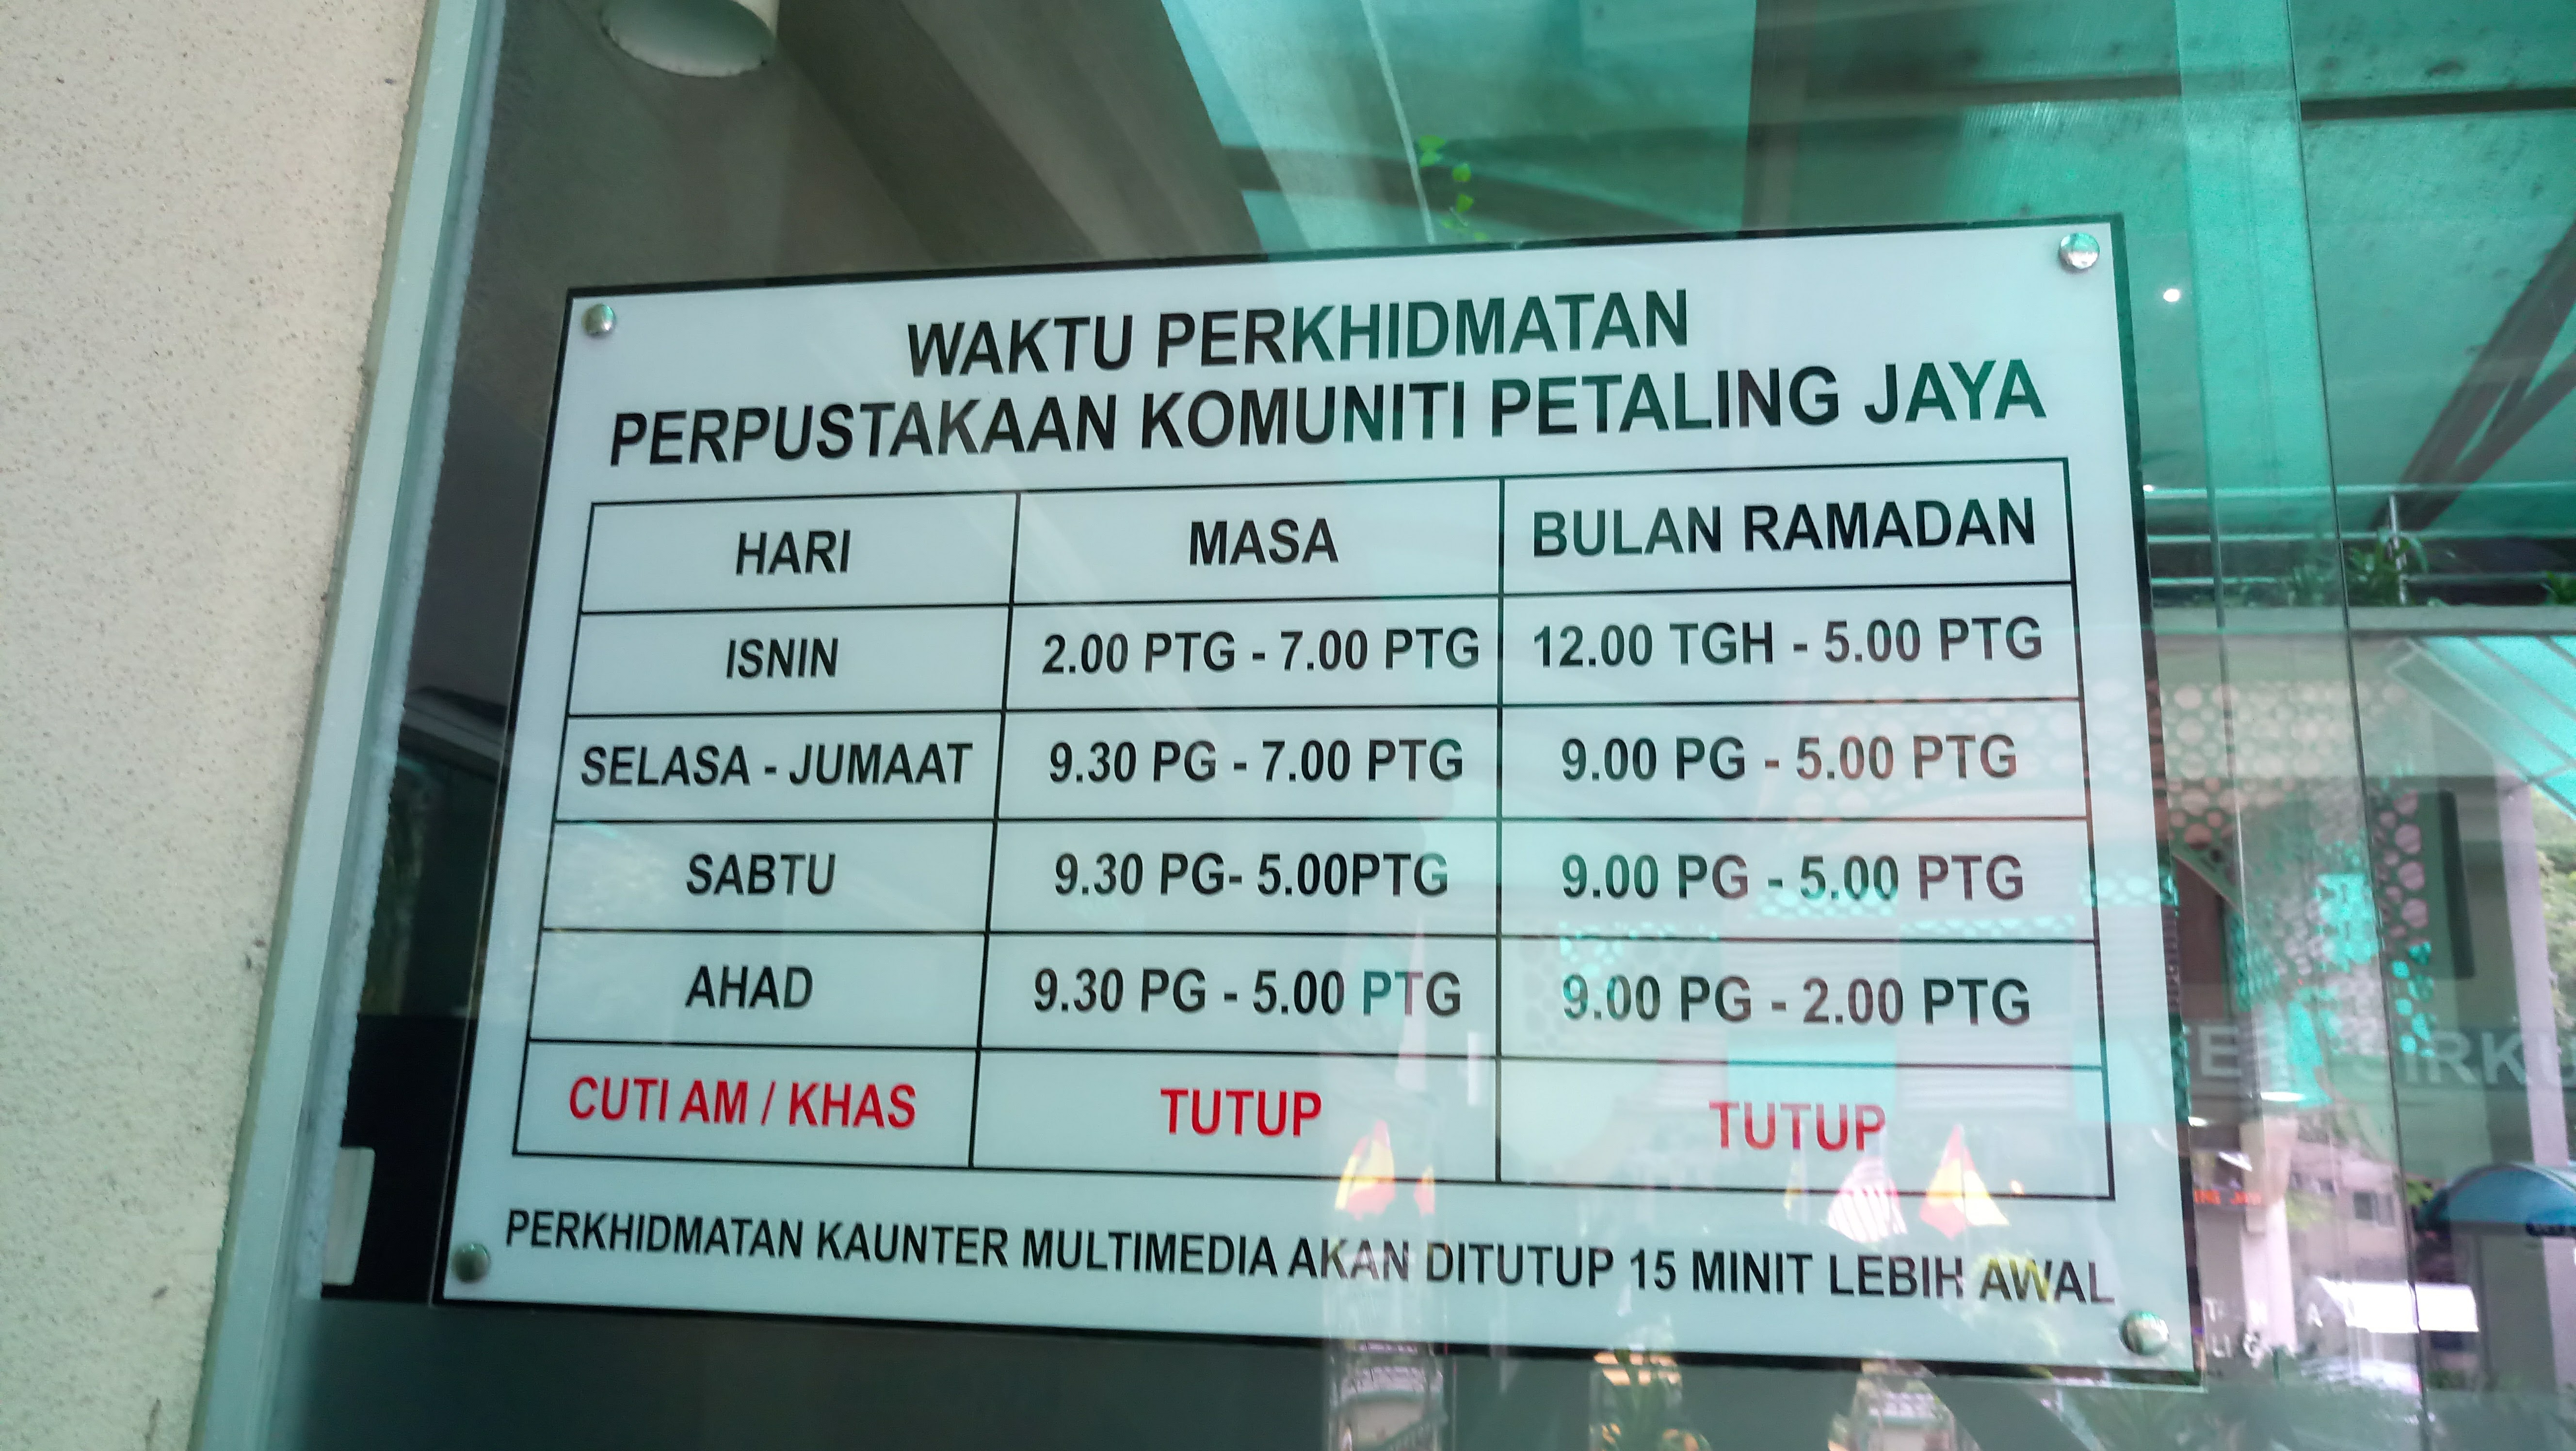 WAKTU PERKHIDMATAN
PERPUSTAKAAN KOMUNITI PETALING JAYA
HARI MASA BULAN RAMADAN
ISNIN 2.00 PTG - 7.00 PTG 12.00 TGH - 5.00 PTG
SELASA - JUMAAT 9.30 PG - 7.00 PTG 9.00 PG - 5.00 PTG
SABTU 9.30 PG- 5.00PTG 9.00 PG - 5.00 PTG
AHAD 9.30 PG - 5.00 PTG 9.00 PG - 2.00 PTG
CUTI AM / KHAS TUTUP TUTUP
PERKHIDMATAN KAUNTER MULTIMEDIA AKAN DITUTUP 15 MINIT LEBIH AWAL